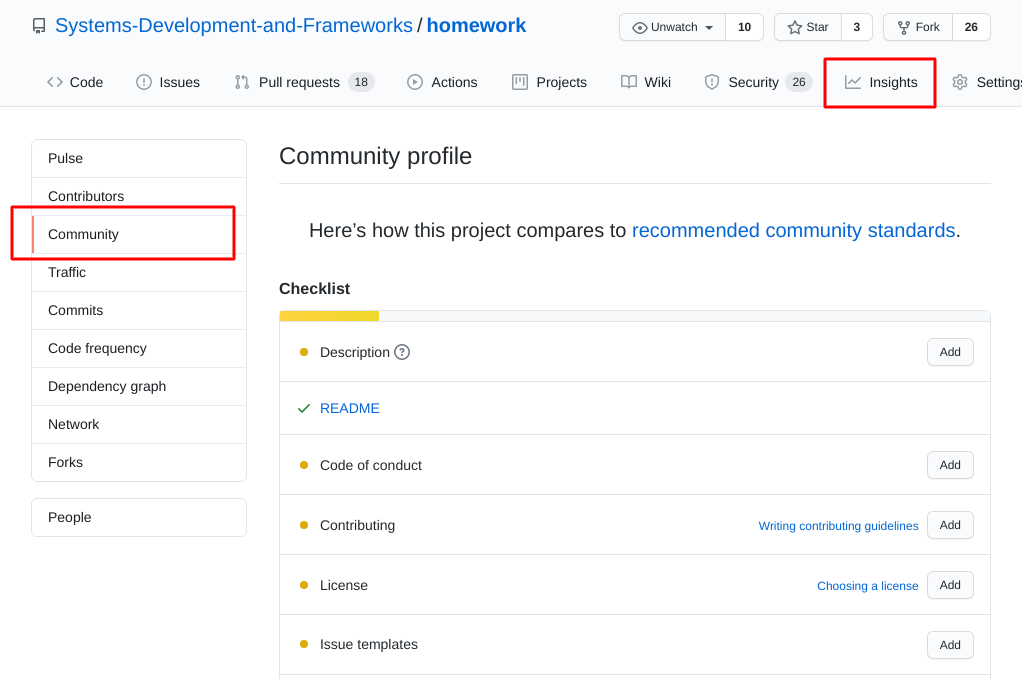 Systems-Development-and-Frameworks / homework
Unwatch 10 Star 3 Fork 26
Code Issues Pull requests 18 Actions Projects Wiki Security 26 Insights Settings
Pulse
Contributors
Community
Traffic
Commits
Code frequency
Dependency graph
Network
Forks
People
Community profile
Here’s how this project compares to recommended community standards.
Checklist
Description ? Add
README
Code of conduct Add
Contributing Writing contributing guidelines Add
License Choosing a license Add
Issue templates Add